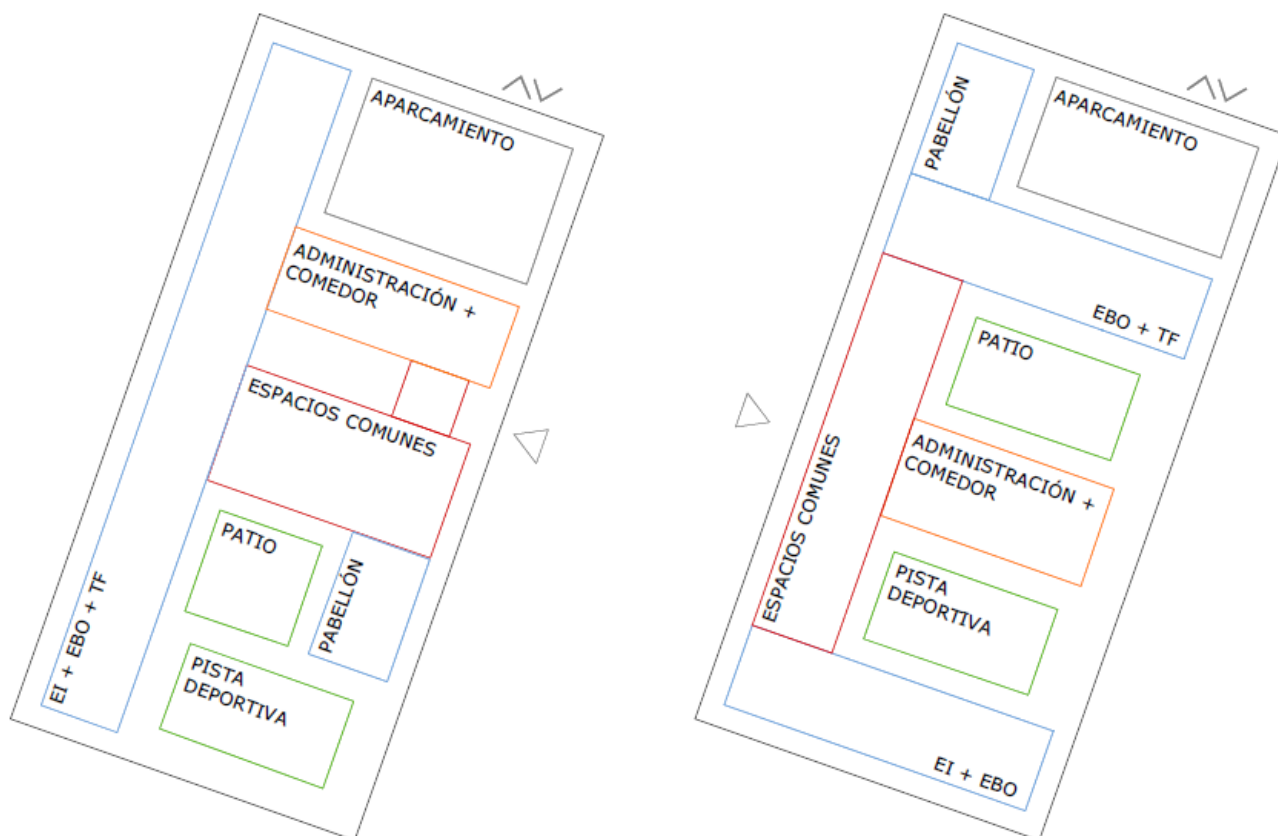 APARCAMIENTO
ADMINISTRACIÓN +
COMEDOR
ESPACIOS COMUNES
PATIO
PABELLÓN
EI + EBO + TF
PISTA
DEPORTIVA
PABELLÓN
APARCAMIENTO
EBO + TF
PATIO
ADMINISTRACIÓN +
COMEDOR
ESPACIOS COMUNES
PISTA
DEPORTIVA
EI + EBO